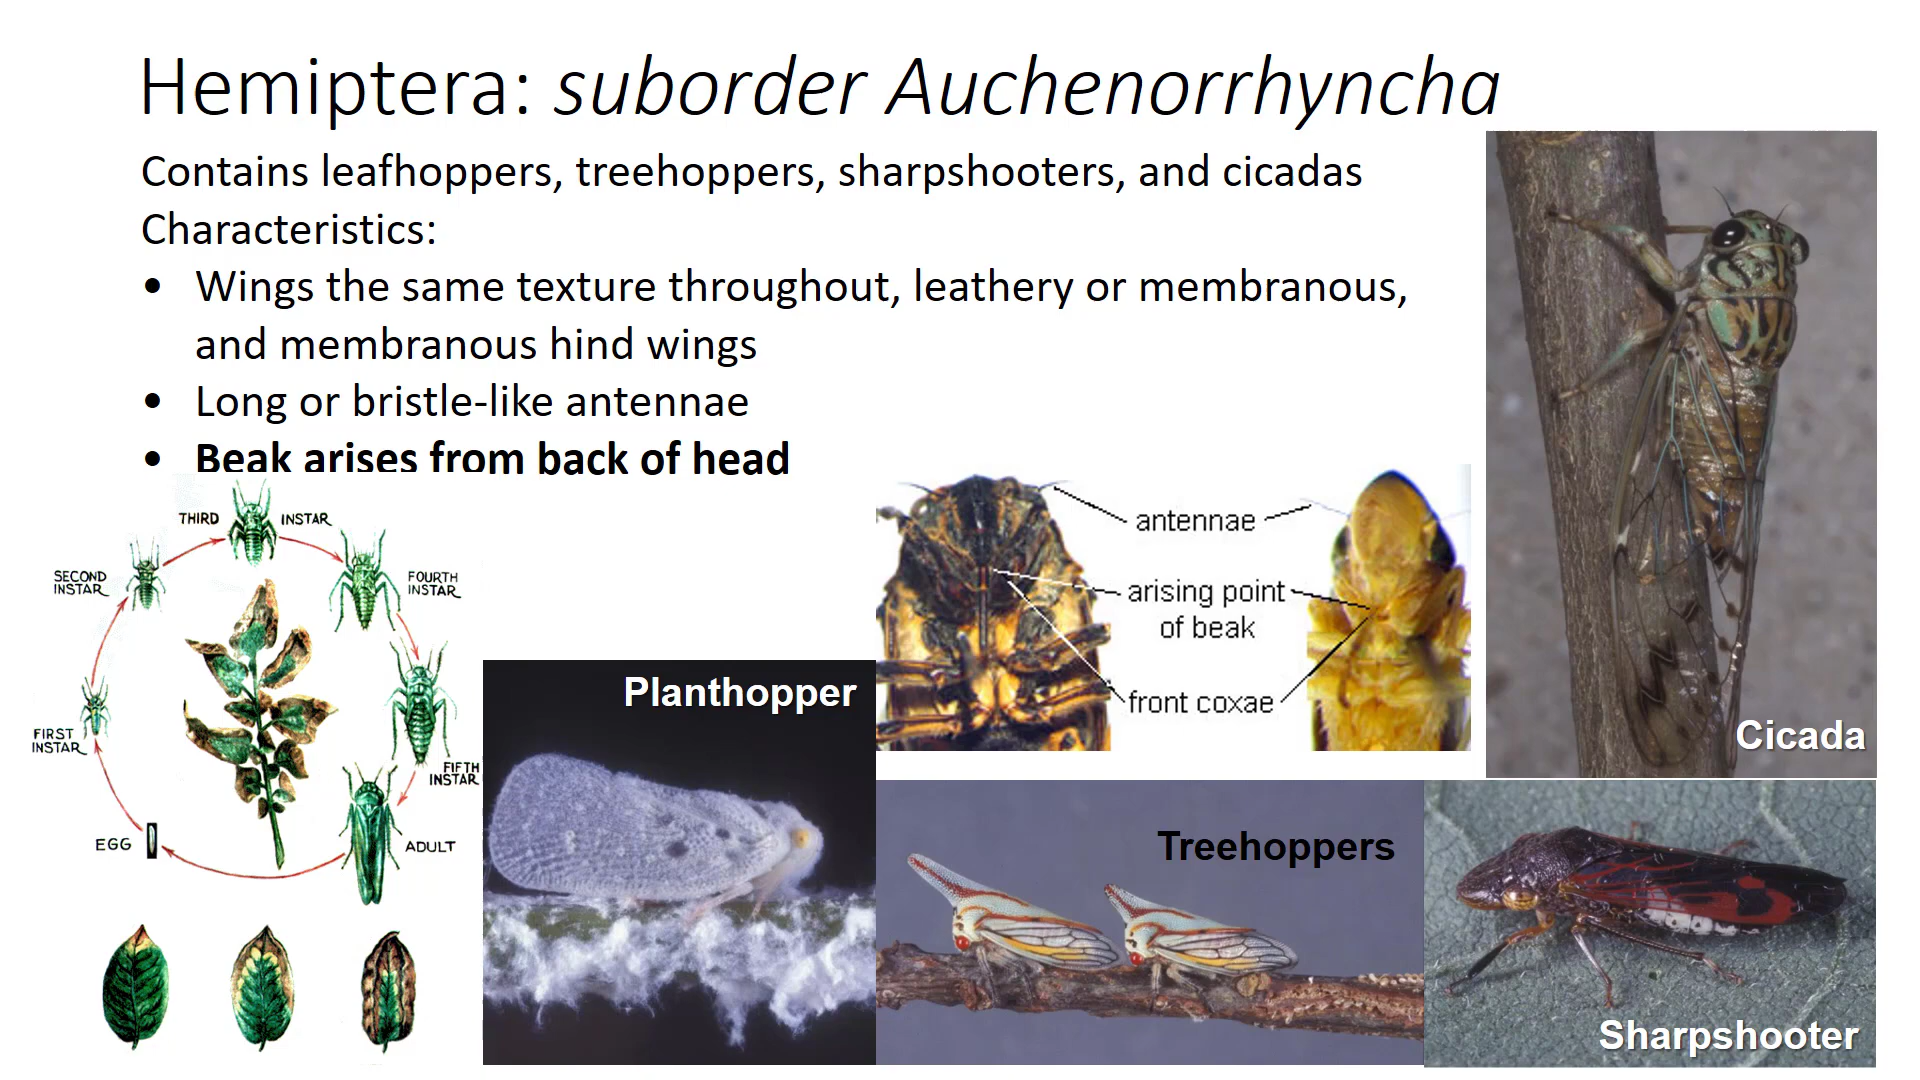 Hemiptera: suborder Auchenorrhyncha
Contains leafhoppers, treehoppers, sharpshooters, and cicadas
Characteristics:
• Wings the same texture throughout, leathery or membranous,
and membranous hind wings
• Long or bristle-like antennae
• Beak arises from back of head
THIRD INSTAR
SECOND
INSTAR
FOURTH
INSTAR
FIRST
INSTAR
FIFTH
INSTAR
EGG
ADULT
Planthopper
antennae
arising point
of beak
front coxae
Cicada
Treehoppers
Sharpshooter